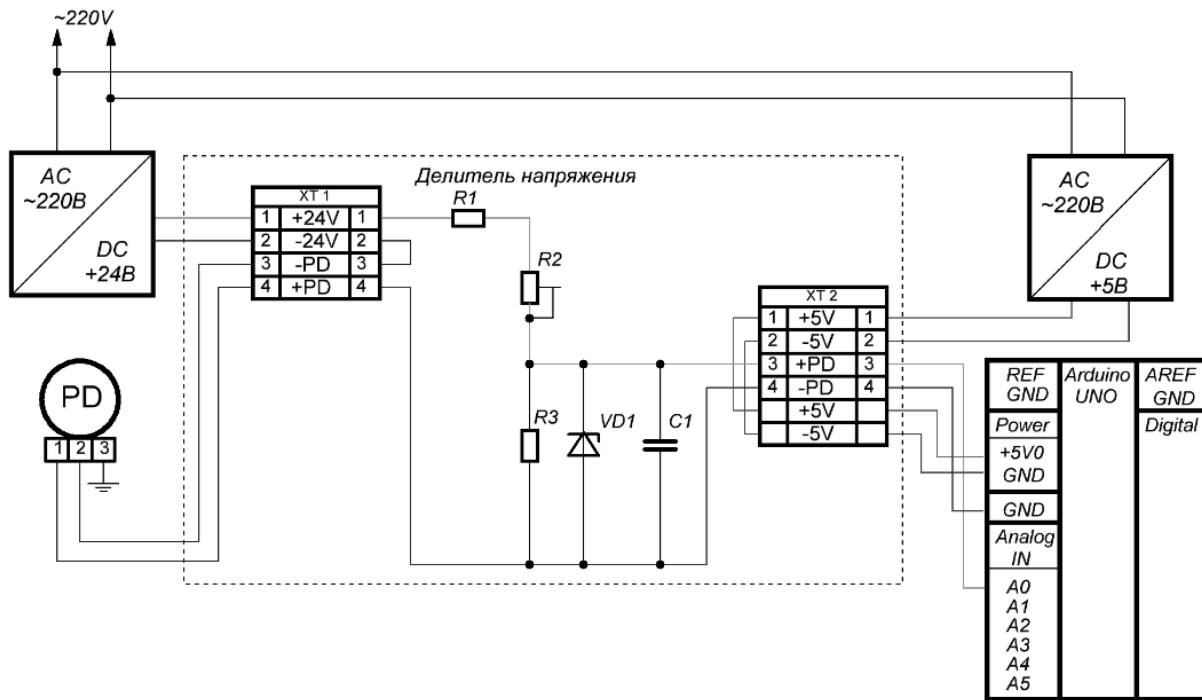 ~220V
AC
~220В
DC
+24В
Делитель напряжения
XT 1
1 +24V 1
2 -24V 2
3 -PD 3
4 +PD 4
R1
R2
R3
VD1
C1
XT 2
1 +5V 1
2 -5V 2
3 +PD 3
4 -PD 4
+5V
-5V
AC
~220В
DC
+5В
PD
1 2 3
REF
GND
Arduino
UNO
AREF
GND
Power
+5V0
GND
GND
Analog
IN
A0
A1
A2
A3
A4
A5
Digital